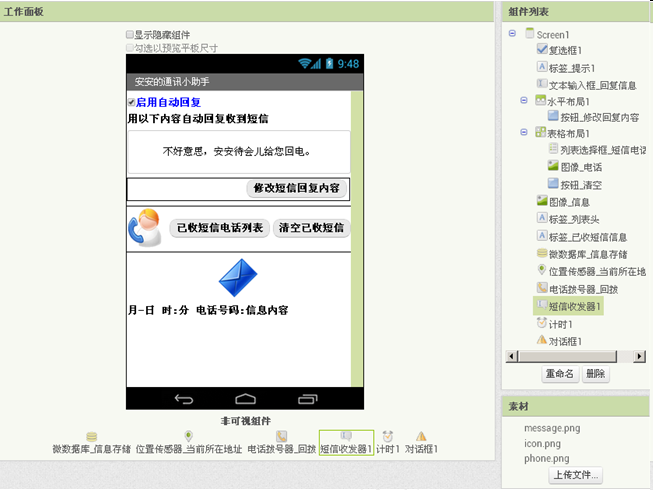 工作面板
显示隐藏组件
勾选以预览平板尺寸
9:48
安安的通讯小助手
启用自动回复
用以下内容自动回复收到短信
不好意思，安安待会儿给您回电。
修改短信回复内容
已收短信电话列表 清空已收短信
月-日 时:分 电话号码:信息内容
非可视组件
微数据库_信息存储 位置传感器_当前所在地址 电话拨号器_回拨 短信收发器1 计时1 对话框1
组件列表
Screen1
复选框1
标签_提示1
文本输入框_回复信息
水平布局1
按钮_修改回复内容
表格布局1
列表选择框_短信电话
图像_电话
按钮_清空
图像_信息
标签_列表头
标签_已收短信信息
微数据库_信息存储
位置传感器_当前所在地
电话拨号器_回拨
短信收发器1
计时1
对话框1
重命名 删除
素材
message.png
icon.png
phone.png
上传文件...